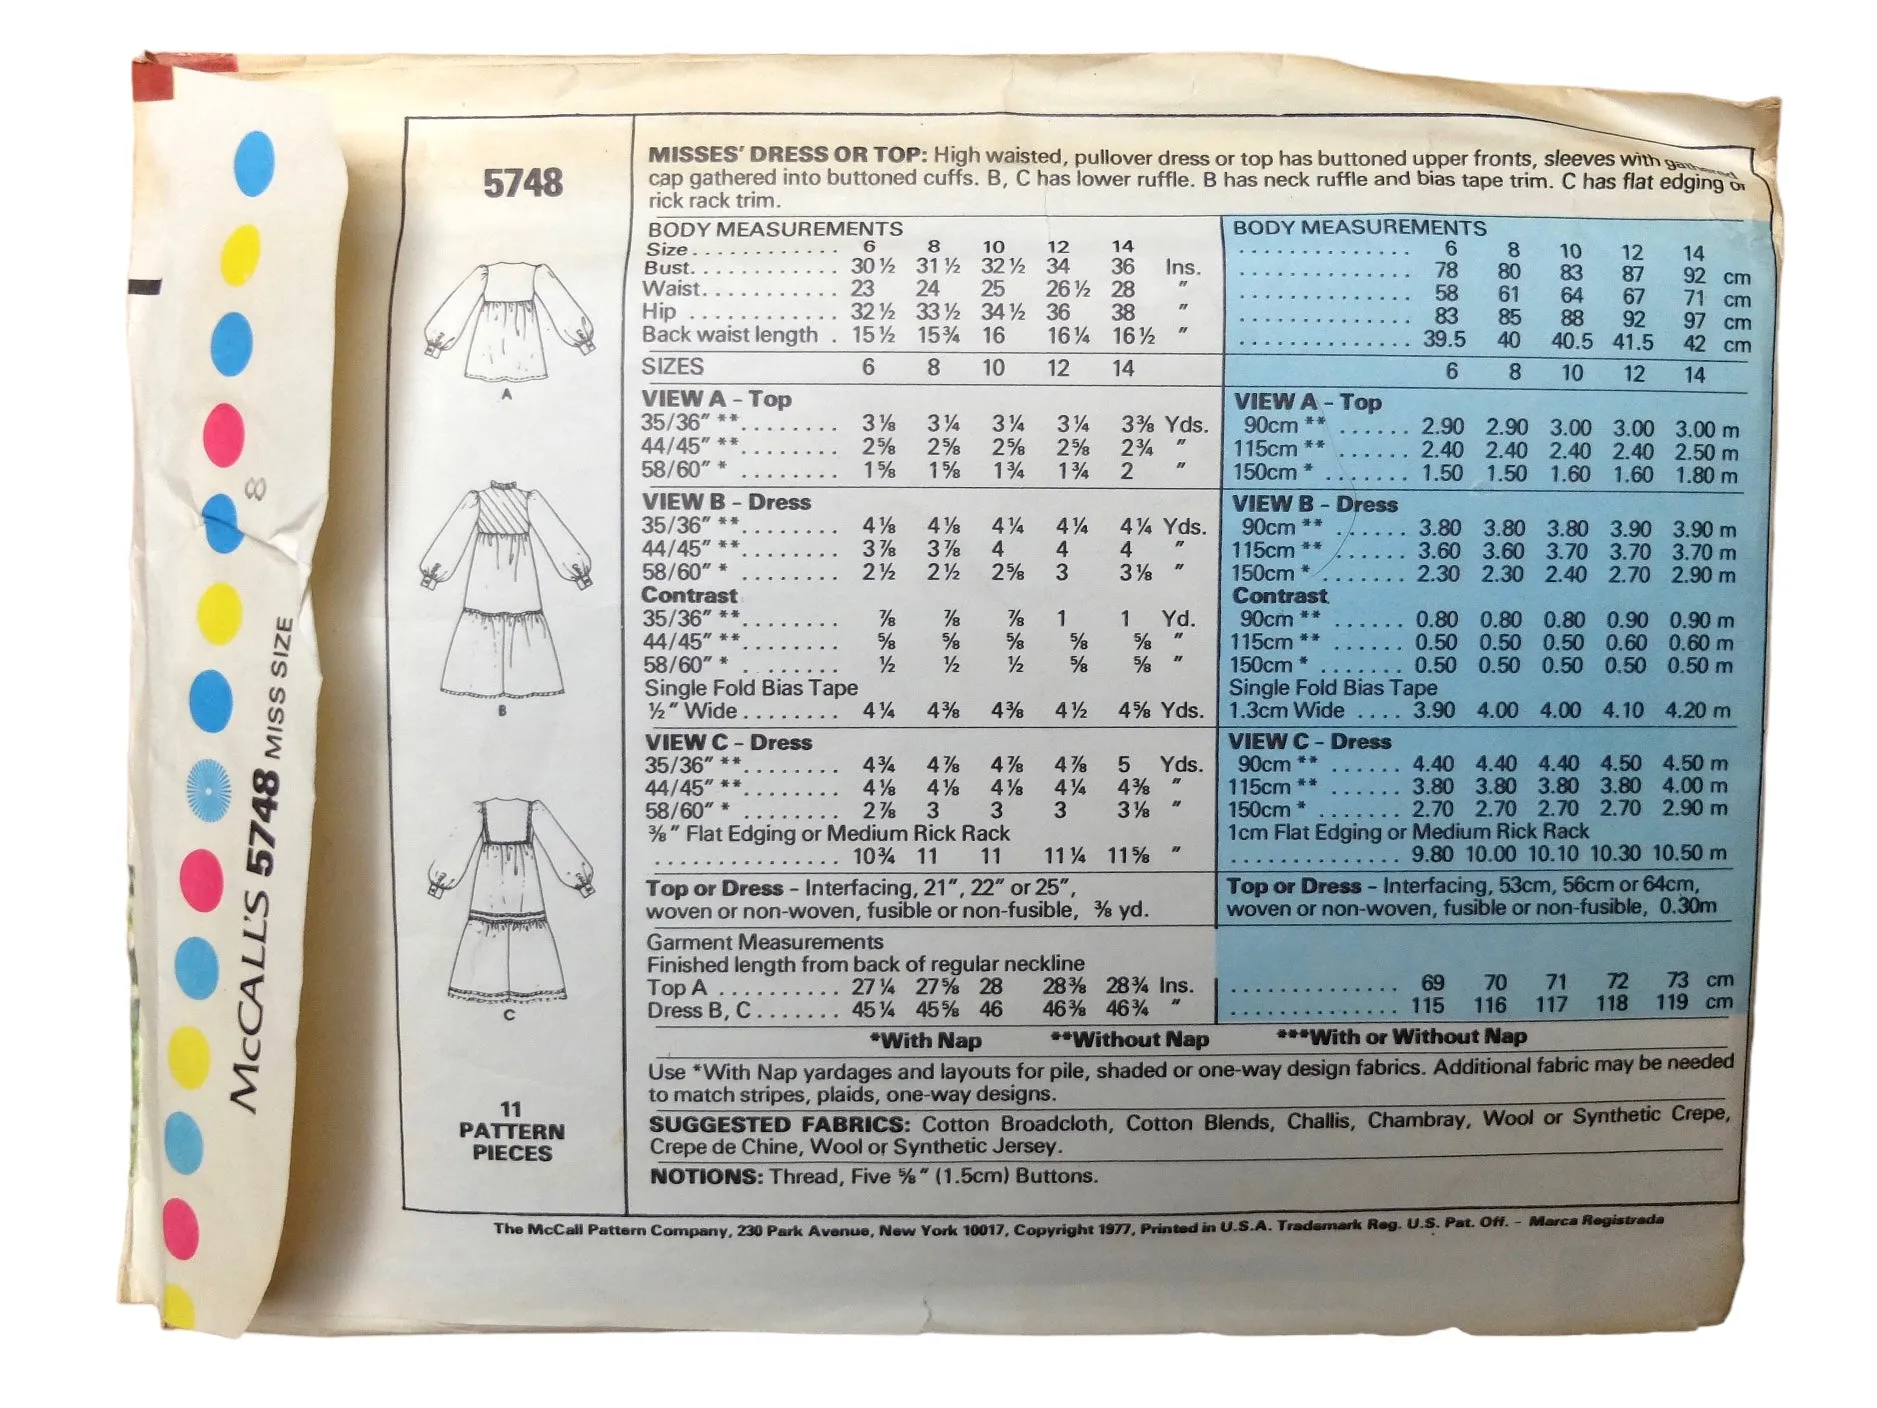 5748
A
B
C
11
PATTERN
PIECES
8
McCALL'S 5748 MISS SIZE
MISSES' DRESS OR TOP: High waisted, pullover dress or top has buttoned upper fronts, sleeves with gathered
cap gathered into buttoned cuffs. B, C has lower ruffle. B has neck ruffle and bias tape trim. C has flat edging or
rick rack trim.
BODY MEASUREMENTS
Size............ 6 8 10 12 14
Bust............ 30½ 31½ 32½ 34 36 Ins.
Waist........... 23 24 25 26½ 28 "
Hip ............ 32½ 33½ 34½ 36 38 "
Back waist length . 15½ 15¾ 16 16¼ 16½ "
SIZES 6 8 10 12 14
VIEW A - Top
35/36" **........ 3⅛ 3¼ 3¼ 3¼ 3⅜ Yds.
44/45" **........ 2⅝ 2⅝ 2⅝ 2⅝ 2¾ "
58/60" * ........ 1⅝ 1⅝ 1¾ 1¾ 2 "
VIEW B - Dress
35/36" **........ 4⅛ 4⅛ 4¼ 4¼ 4¼ Yds.
44/45" **........ 3⅞ 3⅞ 4 4 4 "
58/60" * ........ 2½ 2½ 2⅝ 3 3⅛ "
Contrast
35/36" **........ ⅞ ⅞ ⅞ 1 1 Yd.
44/45" **........ ⅝ ⅝ ⅝ ⅝ ⅝ "
58/60" * ........ ½ ½ ½ ⅝ ⅝ "
Single Fold Bias Tape
½" Wide ........ 4¼ 4⅜ 4⅜ 4½ 4⅝ Yds.
VIEW C - Dress
35/36" **........ 4¾ 4⅞ 4⅞ 4⅞ 5 Yds.
44/45" **........ 4⅛ 4⅛ 4⅛ 4¼ 4⅜ "
58/60" * ........ 2⅞ 3 3 3 3⅛ "
⅜" Flat Edging or Medium Rick Rack
................ 10¾ 11 11 11¼ 11⅝ "
Top or Dress - Interfacing, 21", 22" or 25",
woven or non-woven, fusible or non-fusible, ⅜ yd.
Garment Measurements
Finished length from back of regular neckline
Top A .......... 27¼ 27⅝ 28 28⅜ 28¾ Ins.
Dress B, C....... 45¼ 45⅝ 46 46⅜ 46¾ "
BODY MEASUREMENTS
............... 6 8 10 12 14
............... 78 80 83 87 92 cm
............... 58 61 64 67 71 cm
............... 83 85 88 92 97 cm
............... 39.5 40 40.5 41.5 42 cm
6 8 10 12 14
VIEW A - Top
90cm ** ...... 2.90 2.90 3.00 3.00 3.00 m
115cm ** ...... 2.40 2.40 2.40 2.40 2.50 m
150cm * ....... 1.50 1.50 1.60 1.60 1.80 m
VIEW B - Dress
90cm ** ...... 3.80 3.80 3.80 3.90 3.90 m
115cm ** ...... 3.60 3.60 3.70 3.70 3.70 m
150cm * ....... 2.30 2.30 2.40 2.70 2.90 m
Contrast
90cm ** ...... 0.80 0.80 0.80 0.90 0.90 m
115cm ** ...... 0.50 0.50 0.50 0.60 0.60 m
150cm * ....... 0.50 0.50 0.50 0.50 0.50 m
Single Fold Bias Tape
1.3cm Wide .... 3.90 4.00 4.00 4.10 4.20 m
VIEW C - Dress
90cm ** ...... 4.40 4.40 4.40 4.50 4.50 m
115cm ** ...... 3.80 3.80 3.80 3.80 4.00 m
150cm * ....... 2.70 2.70 2.70 2.70 2.90 m
1cm Flat Edging or Medium Rick Rack
............... 9.80 10.00 10.10 10.30 10.50 m
Top or Dress - Interfacing, 53cm, 56cm or 64cm,
woven or non-woven, fusible or non-fusible, 0.30m
............... 69 70 71 72 73 cm
............... 115 116 117 118 119 cm
*With Nap **Without Nap ***With or Without Nap
Use *With Nap yardages and layouts for pile, shaded or one-way design fabrics. Additional fabric may be needed
to match stripes, plaids, one-way designs.
SUGGESTED FABRICS: Cotton Broadcloth, Cotton Blends, Challis, Chambray, Wool or Synthetic Crepe,
Crepe de Chine, Wool or Synthetic Jersey.
NOTIONS: Thread, Five ⅝" (1.5cm) Buttons.
The McCall Pattern Company, 230 Park Avenue, New York 10017, Copyright 1977, Printed in U.S.A. Trademark Reg. U.S. Pat. Off. - Marca Registrada